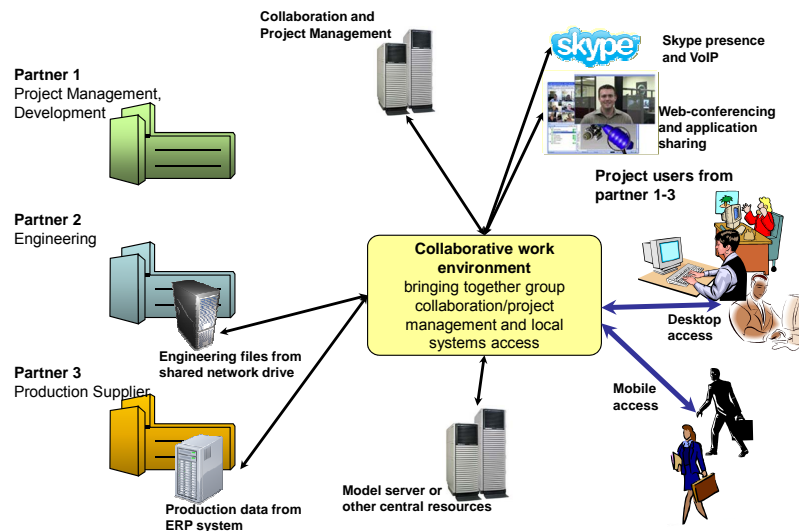 Collaboration and
Project Management
skype
Skype presence
and VoIP
Partner 1
Project Management,
Development
Web-conferencing
and application
sharing
Project users from
partner 1-3
Partner 2
Engineering
Collaborative work
environment
bringing together group
collaboration/project
management and local
systems access
Desktop
access
Engineering files from
shared network drive
Partner 3
Production Supplier
Mobile
access
Model server or
other central resources
Production data from
ERP system